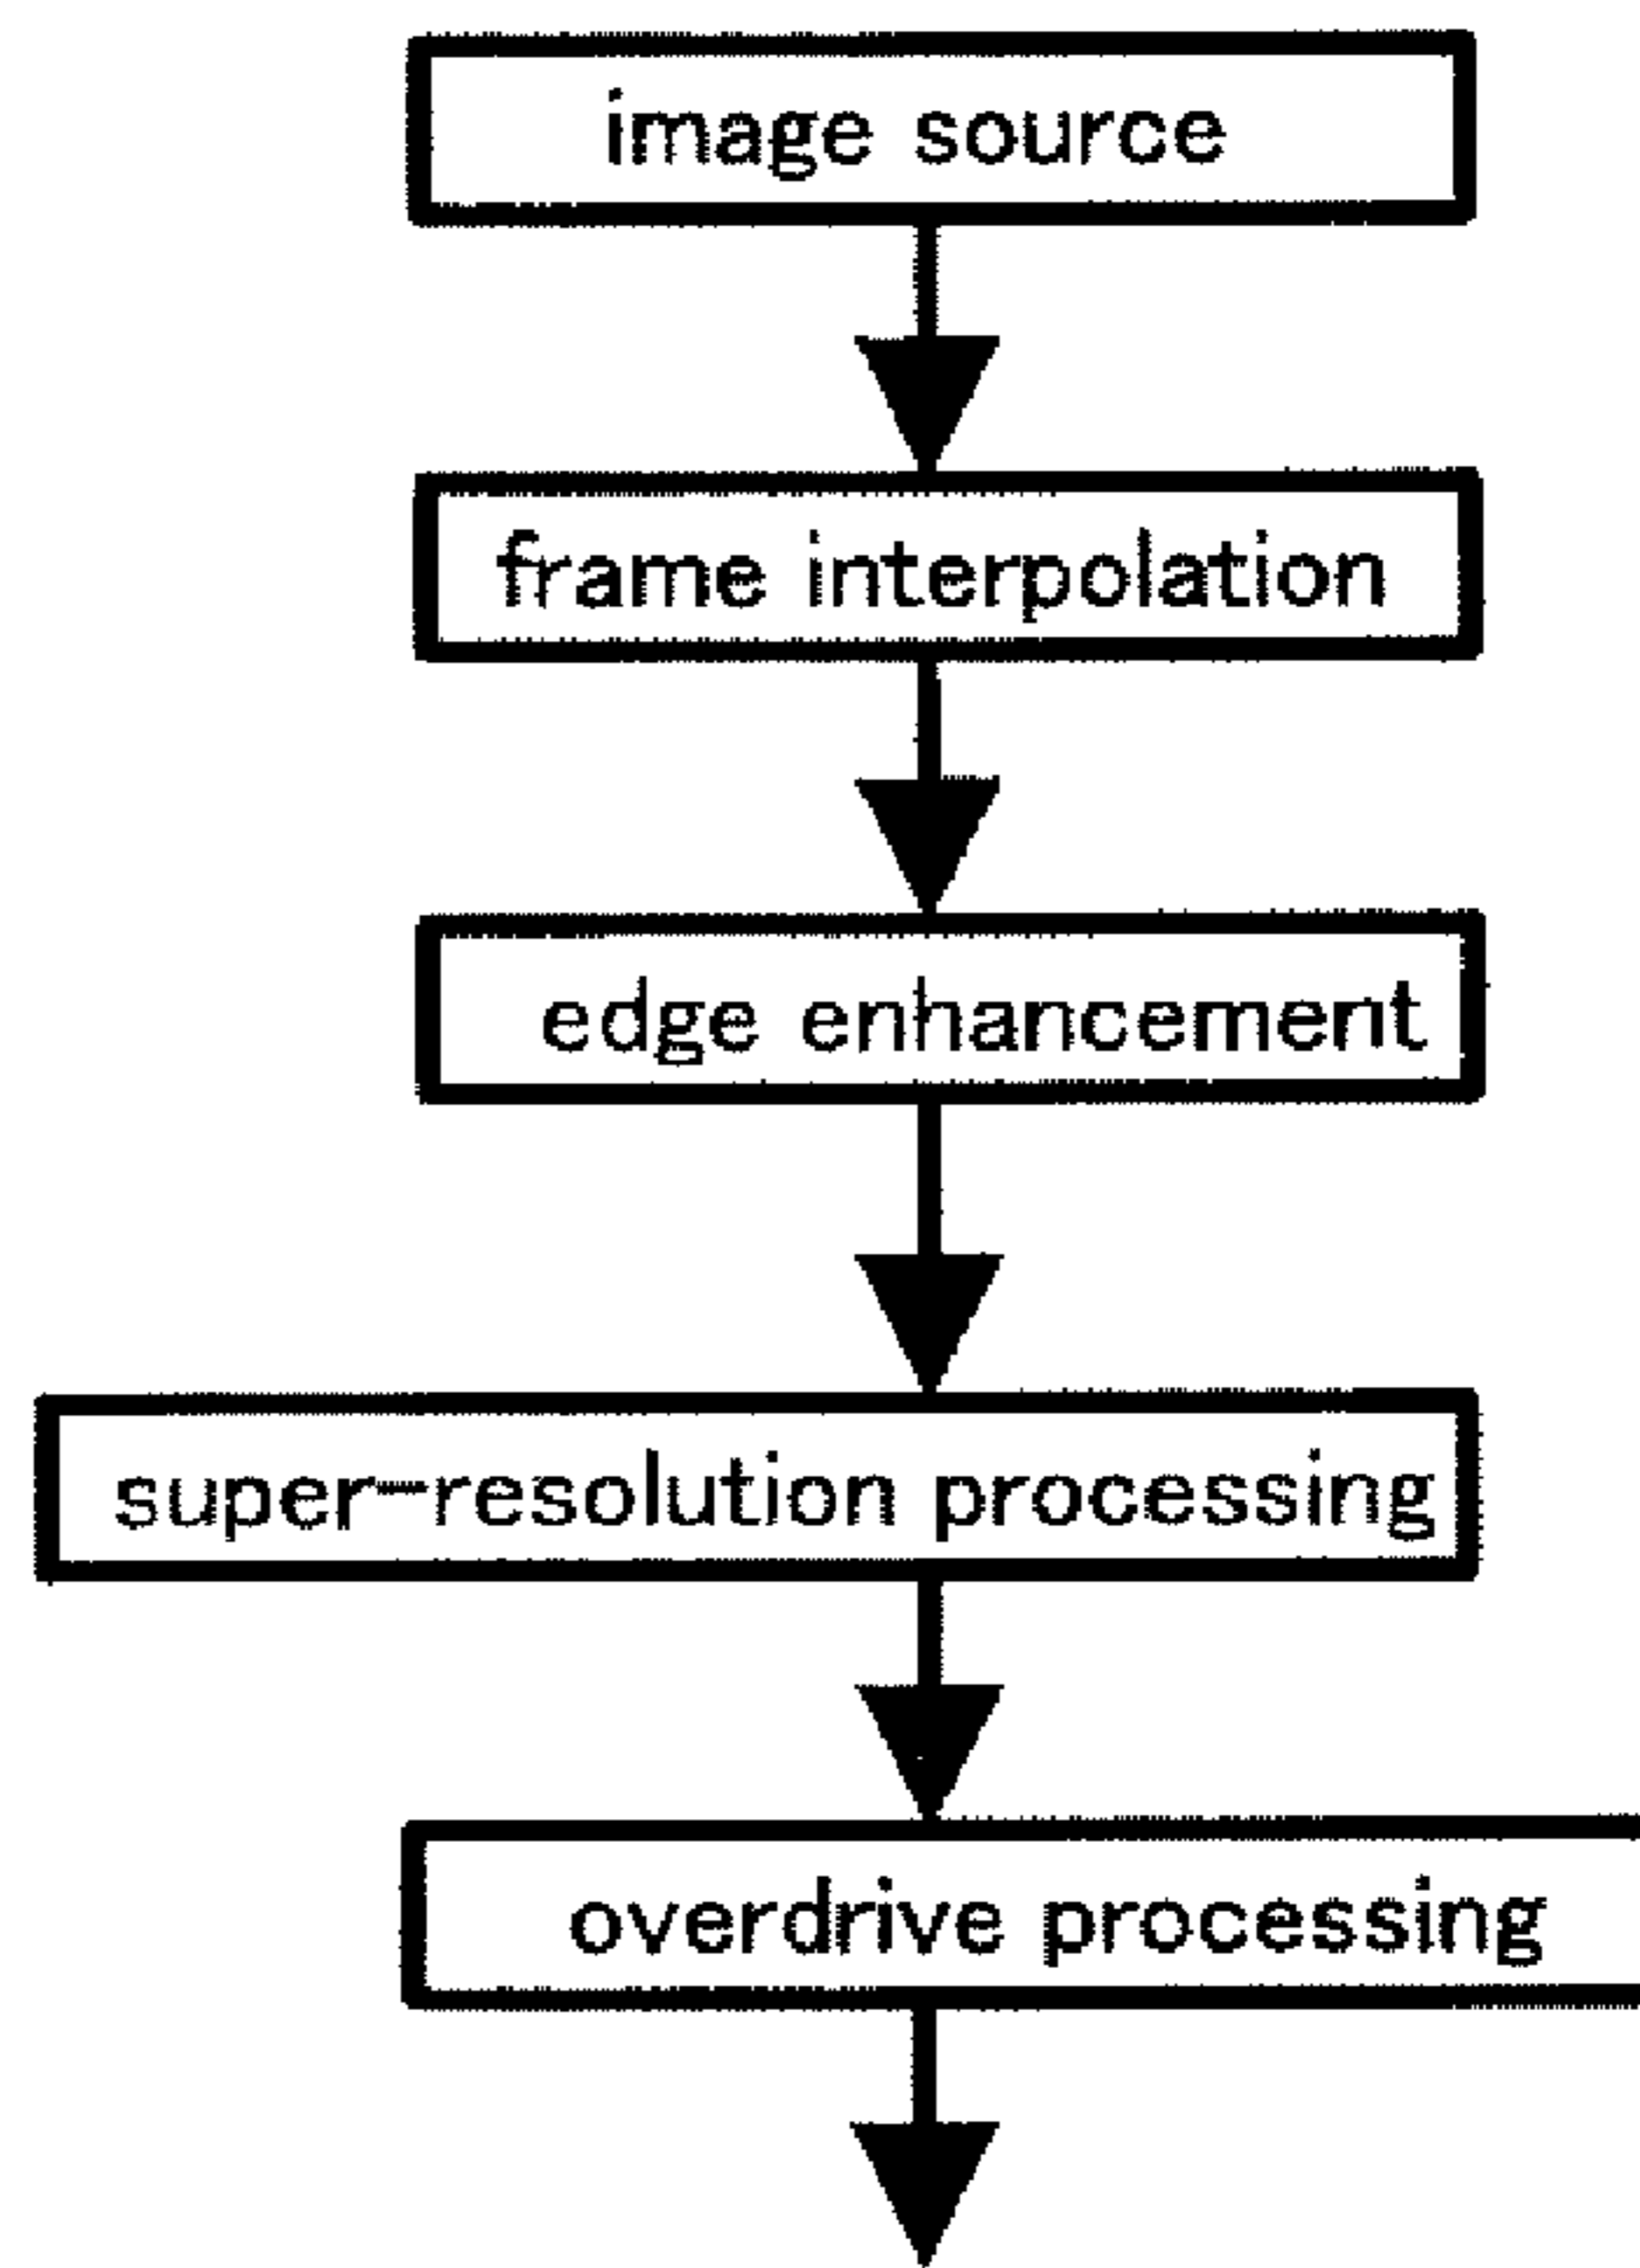 image source
frame interpolation
edge enhancement
super-resolution processing
overdrive processing